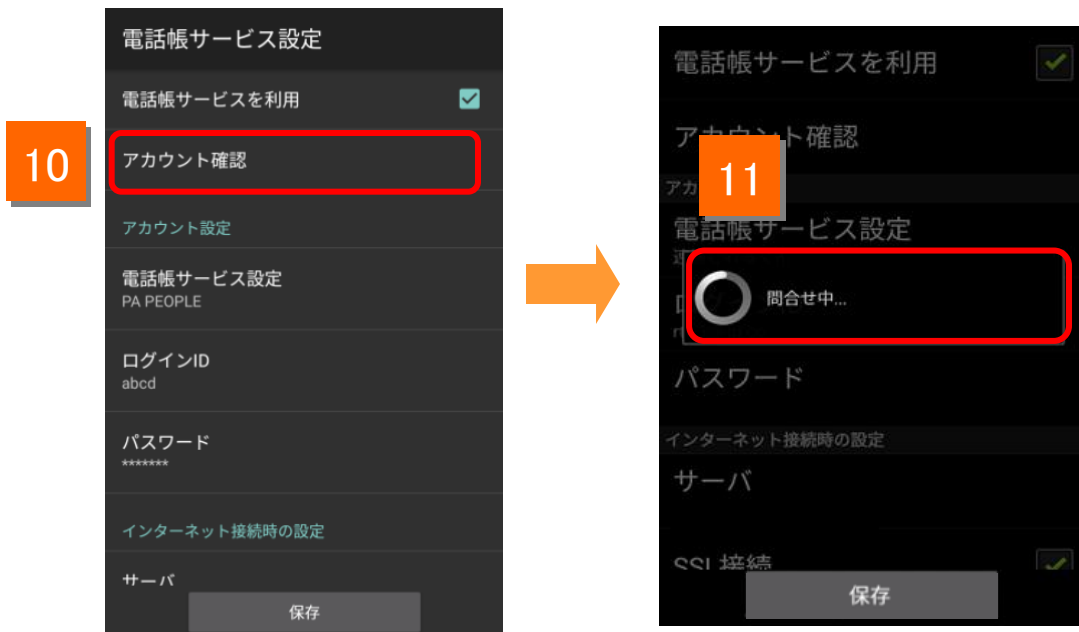 電話帳サービス設定
電話帳サービスを利用
10
アカウント確認
アカウント設定
電話帳サービス設定
PA PEOPLE
ログインID
abcd
パスワード
*******
インターネット接続時の設定
サーバ
保存
電話帳サービスを利用
アカウント確認
11
アカ
電話帳サービス設定
問合せ中...
パスワード
インターネット接続時の設定
サーバ
SSL接続
保存